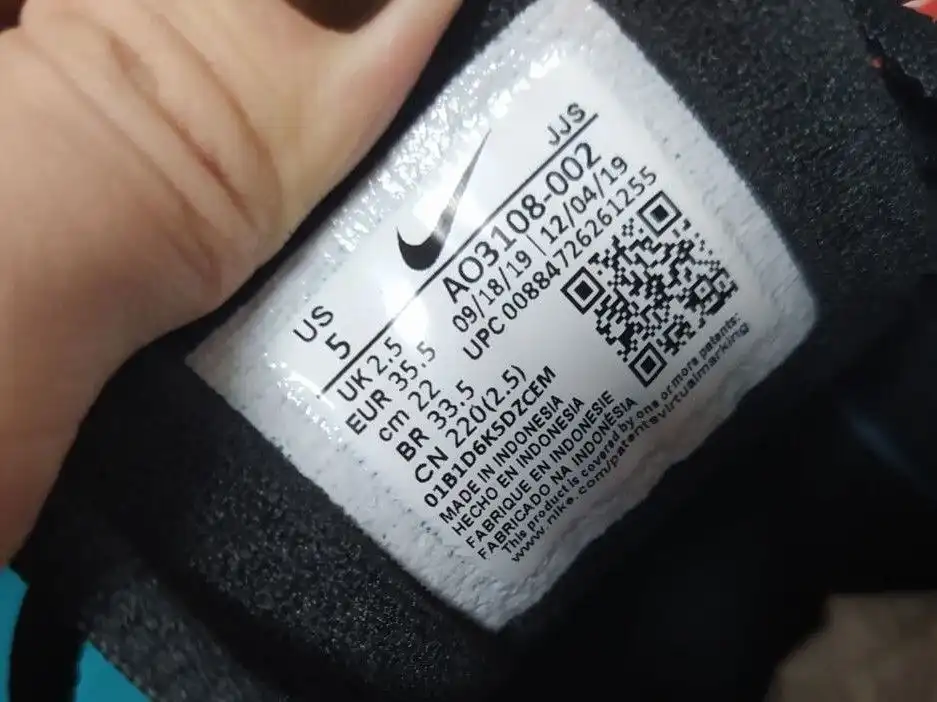 JJS
US
5
AO3108-002
09/18/19 | 12/04/19
UPC 00884726261255
UK 2.5
EUR 35.5
cm 22
BR 33.5
CN 220(2.5)
01B1D6K5DZCEM
MADE IN INDONESIA
HECHO EN INDONESIA
FABRIQUE EN INDONESIE
FABRICADO NA INDONÉSIA
This product is covered by one or more patents:
www.nike.com/patentsvirtualmarking